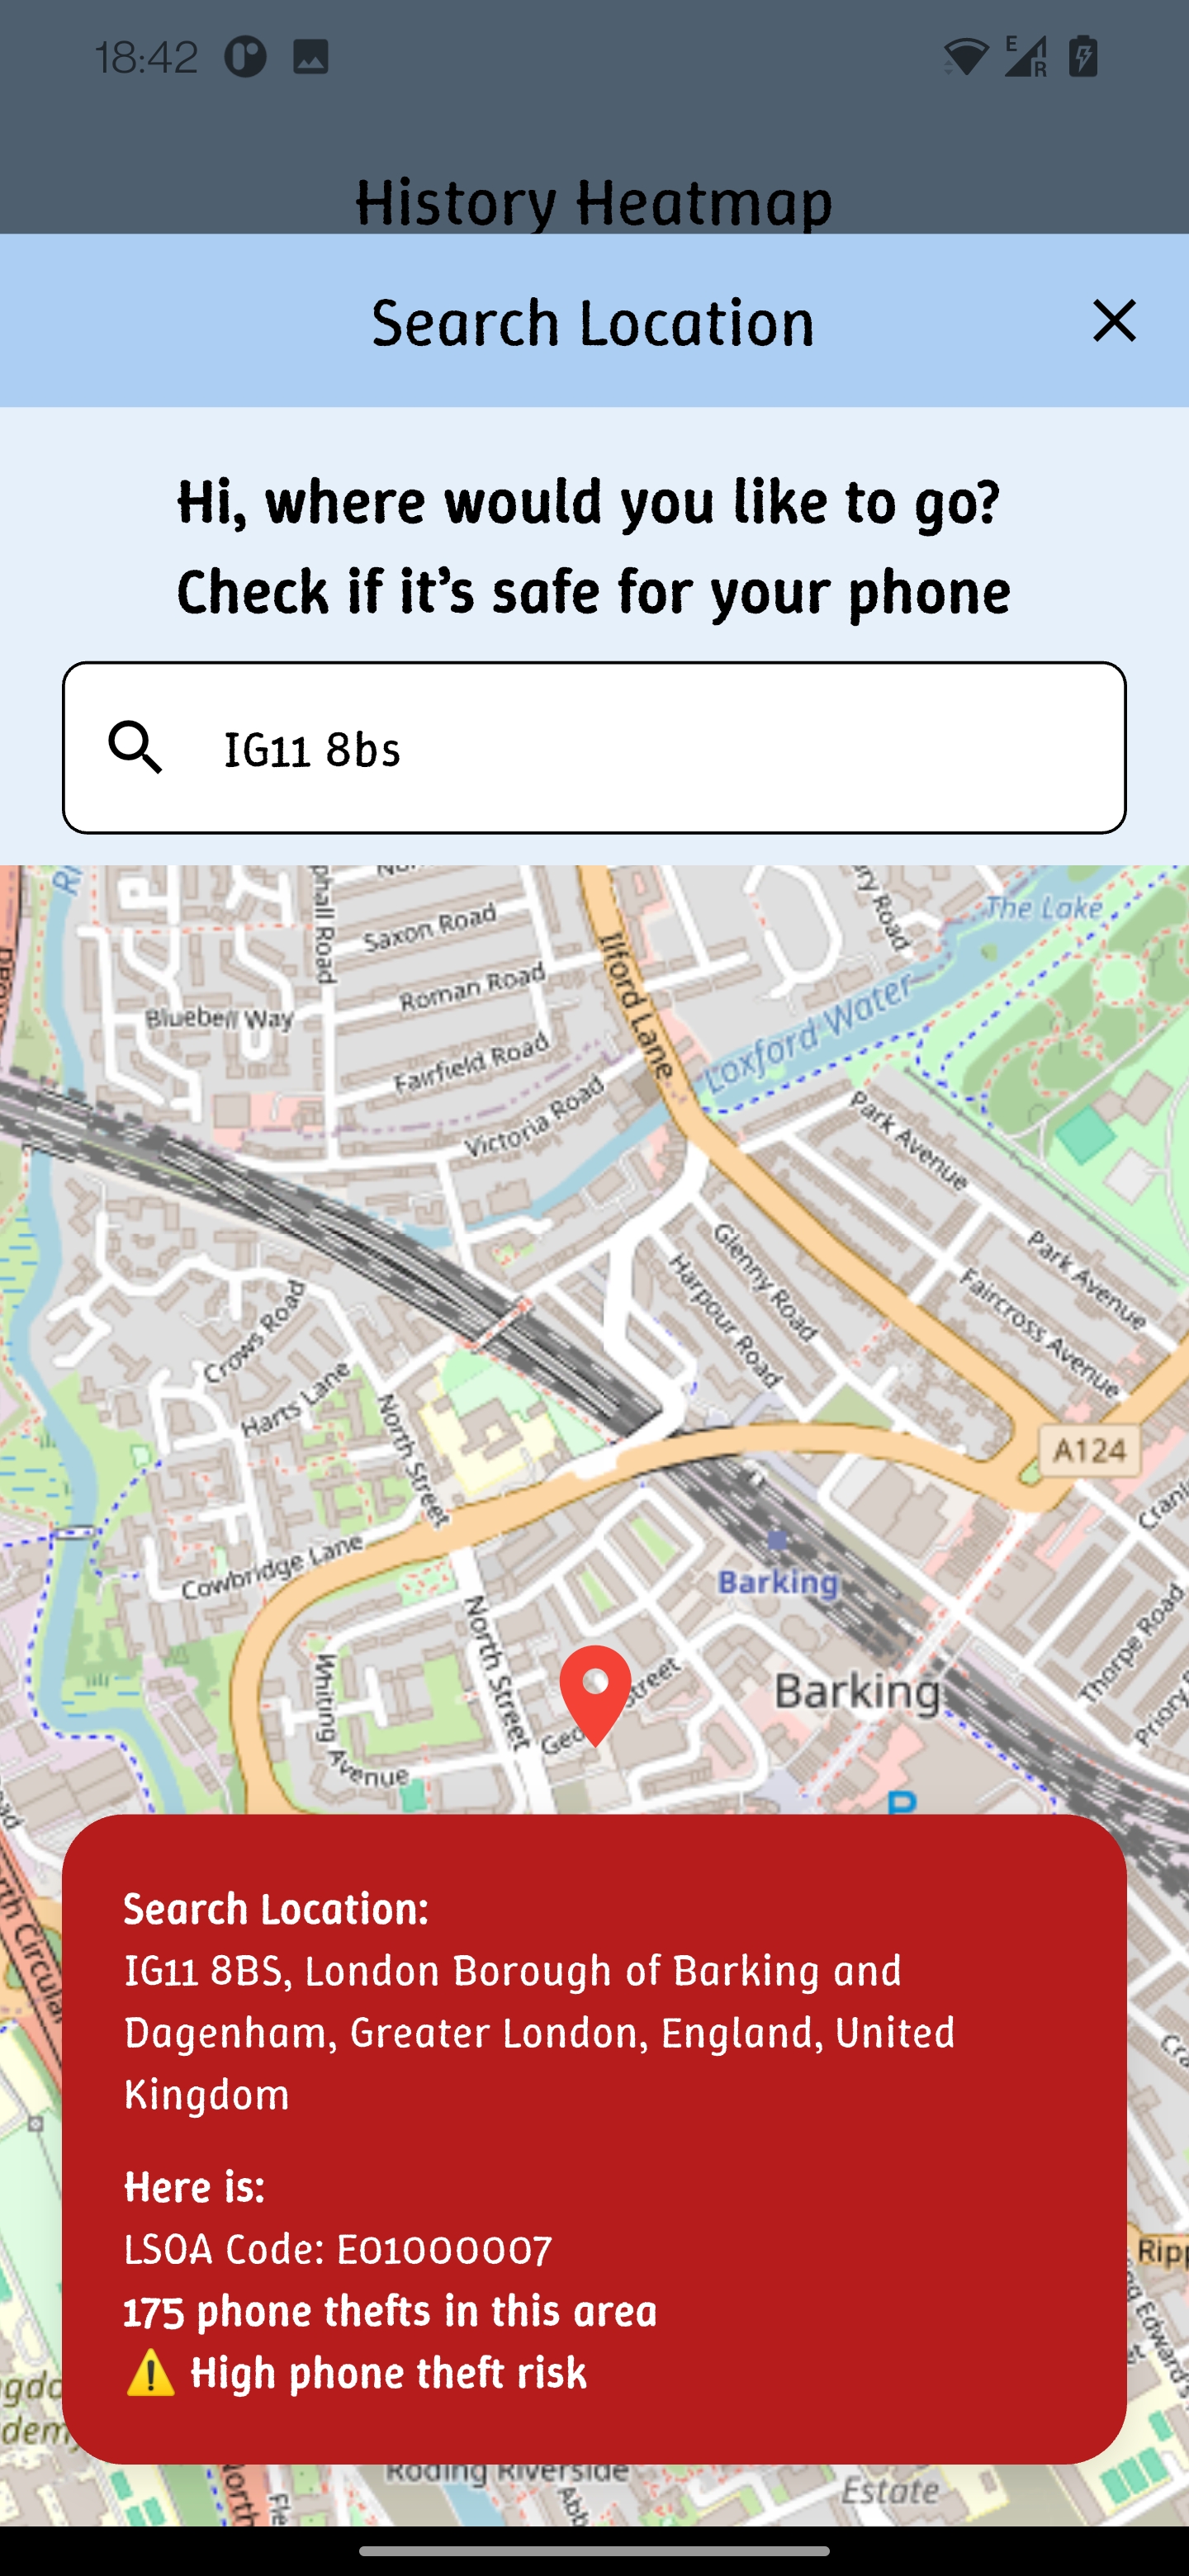 18:42
E
R
History Heatmap
Search Location
Hi, where would you like to go?
Check if it's safe for your phone
IG11 8bs
The Lake
Saxon Road
Ilford Lane
Roman Road
Bluebell Way
Loxford Water
Fairfield Road
Victoria Road
Park Avenue
Glenny Road
Park Avenue
Harpour Road
Faircross Avenue
Crows Road
Harts Lane
North Street
A124
Cowbridge Lane
Barking
North Street
Whiting Avenue
Thorpe Road
Barking
P
Search Location:
IG11 8BS, London Borough of Barking and
Dagenham, Greater London, England, United
Kingdom
Here is:
LSOA Code: E01000007
175 phone thefts in this area
⚠️ High phone theft risk
Roding Riverside
Estate